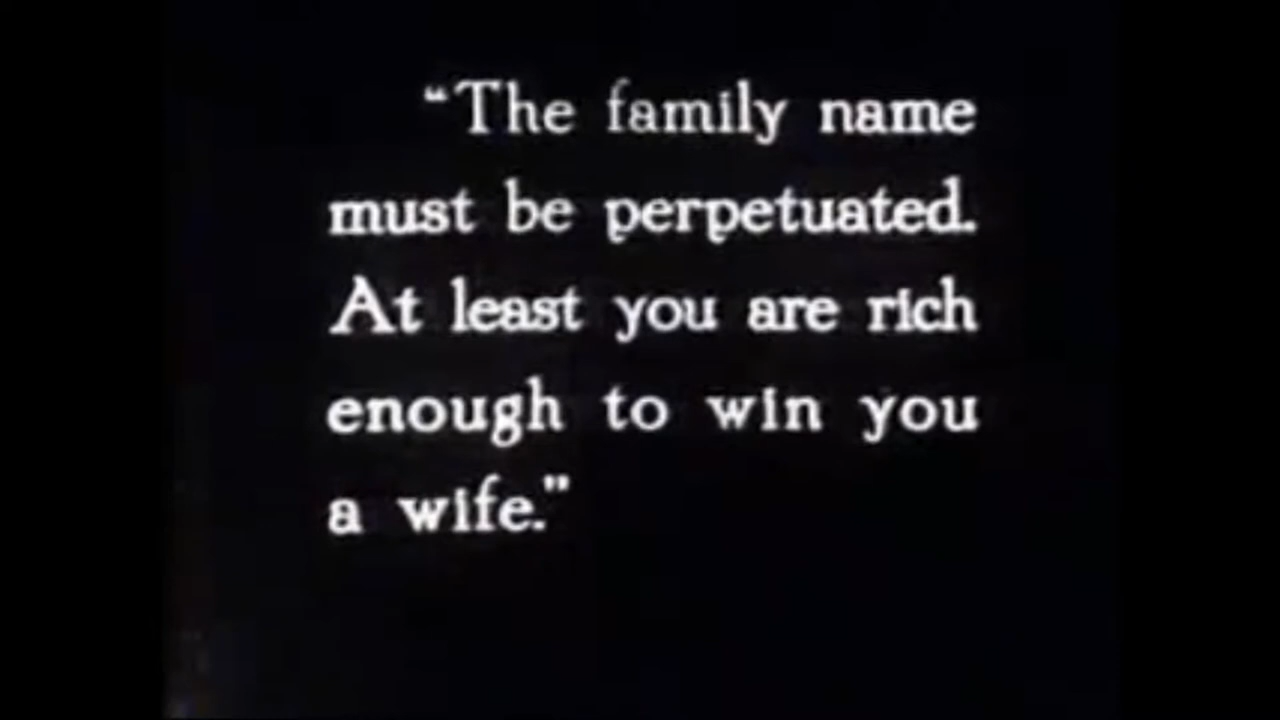 “The family name
must be perpetuated.
At least you are rich
enough to win you
a wife.”